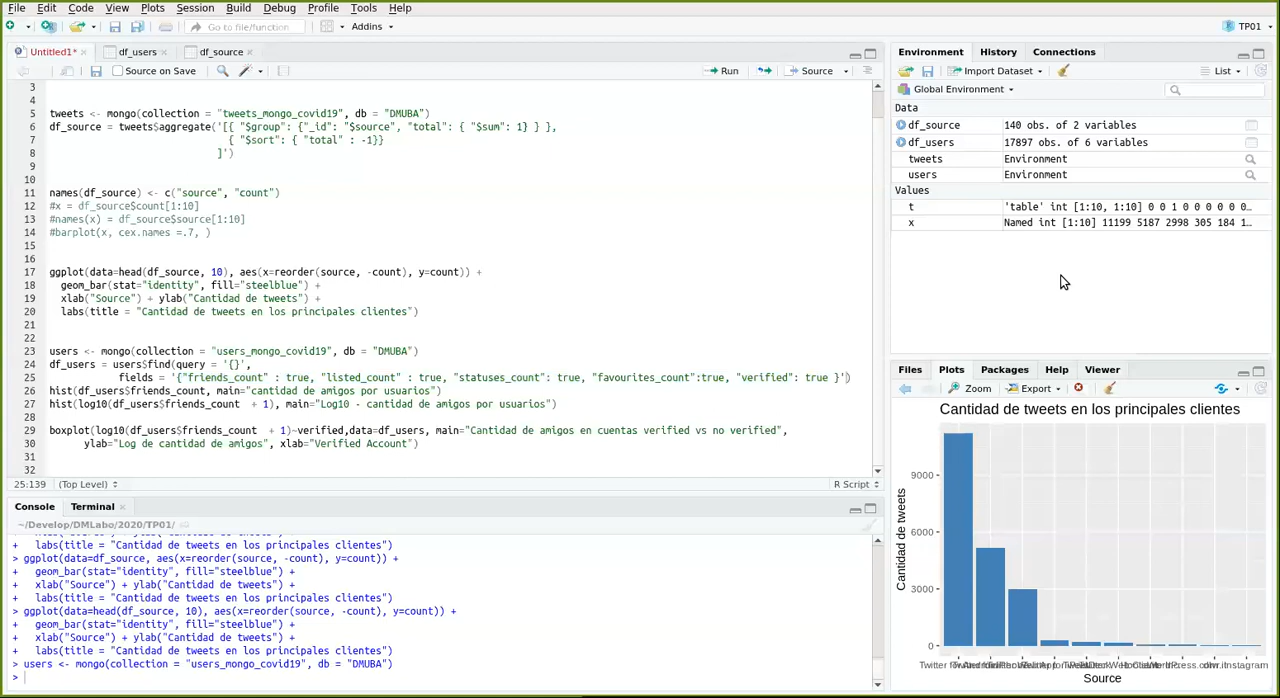 File Edit Code View Plots Session Build Debug Profile Tools Help
Go to file/function Addins TP01
Untitled1* df_users df_source
Source on Save Run Source
3
4
5 tweets <- mongo(collection = "tweets_mongo_covid19", db = "DMUBA")
6 df_source = tweets$aggregate('[{ "$group": {"_id": "$source", "total": { "$sum": 1} } },
7 { "$sort": { "total" : -1}}
8 ]')
9
10
11 names(df_source) <- c("source", "count")
12 #x = df_source$count[1:10]
13 #names(x) = df_source$source[1:10]
14 #barplot(x, cex.names =.7, )
15
16
17 ggplot(data=head(df_source, 10), aes(x=reorder(source, -count), y=count)) +
18 geom_bar(stat="identity", fill="steelblue") +
19 xlab("Source") + ylab("Cantidad de tweets") +
20 labs(title = "Cantidad de tweets en los principales clientes")
21
22
23 users <- mongo(collection = "users_mongo_covid19", db = "DMUBA")
24 df_users = users$find(query = '{}',
25 fields = '{"friends_count" : true, "listed_count" : true, "statuses_count": true, "favourites_count":true, "verified": true }')
26 hist(df_users$friends_count, main="cantidad de amigos por usuarios")
27 hist(log10(df_users$friends_count + 1), main="Log10 - cantidad de amigos por usuarios")
28
29 boxplot(log10(df_users$friends_count + 1)~verified,data=df_users, main="Cantidad de amigos en cuentas verified vs no verified",
30 ylab="Log de cantidad de amigos", xlab="Verified Account")
31
32
25:139 (Top Level) R Script
Console Terminal
~/Develop/DMLabo/2020/TP01/
+ labs(title = "Cantidad de tweets en los principales clientes")
> ggplot(data=df_source, aes(x=reorder(source, -count), y=count)) +
+ geom_bar(stat="identity", fill="steelblue") +
+ xlab("Source") + ylab("Cantidad de tweets") +
+ labs(title = "Cantidad de tweets en los principales clientes")
> ggplot(data=head(df_source, 10), aes(x=reorder(source, -count), y=count)) +
+ geom_bar(stat="identity", fill="steelblue") +
+ xlab("Source") + ylab("Cantidad de tweets") +
+ labs(title = "Cantidad de tweets en los principales clientes")
> users <- mongo(collection = "users_mongo_covid19", db = "DMUBA")
>
Environment History Connections
Import Dataset List
Global Environment
Data
df_source 140 obs. of 2 variables
df_users 17897 obs. of 6 variables
tweets Environment
users Environment
Values
t 'table' int [1:10, 1:10] 0 0 1 0 0 0 0 0 0…
x Named int [1:10] 11199 5187 2998 305 184 1…
Files Plots Packages Help Viewer
Zoom Export
Cantidad de tweets en los principales clientes
Cantidad de tweets
9000
6000
3000
0
Twitter
Source